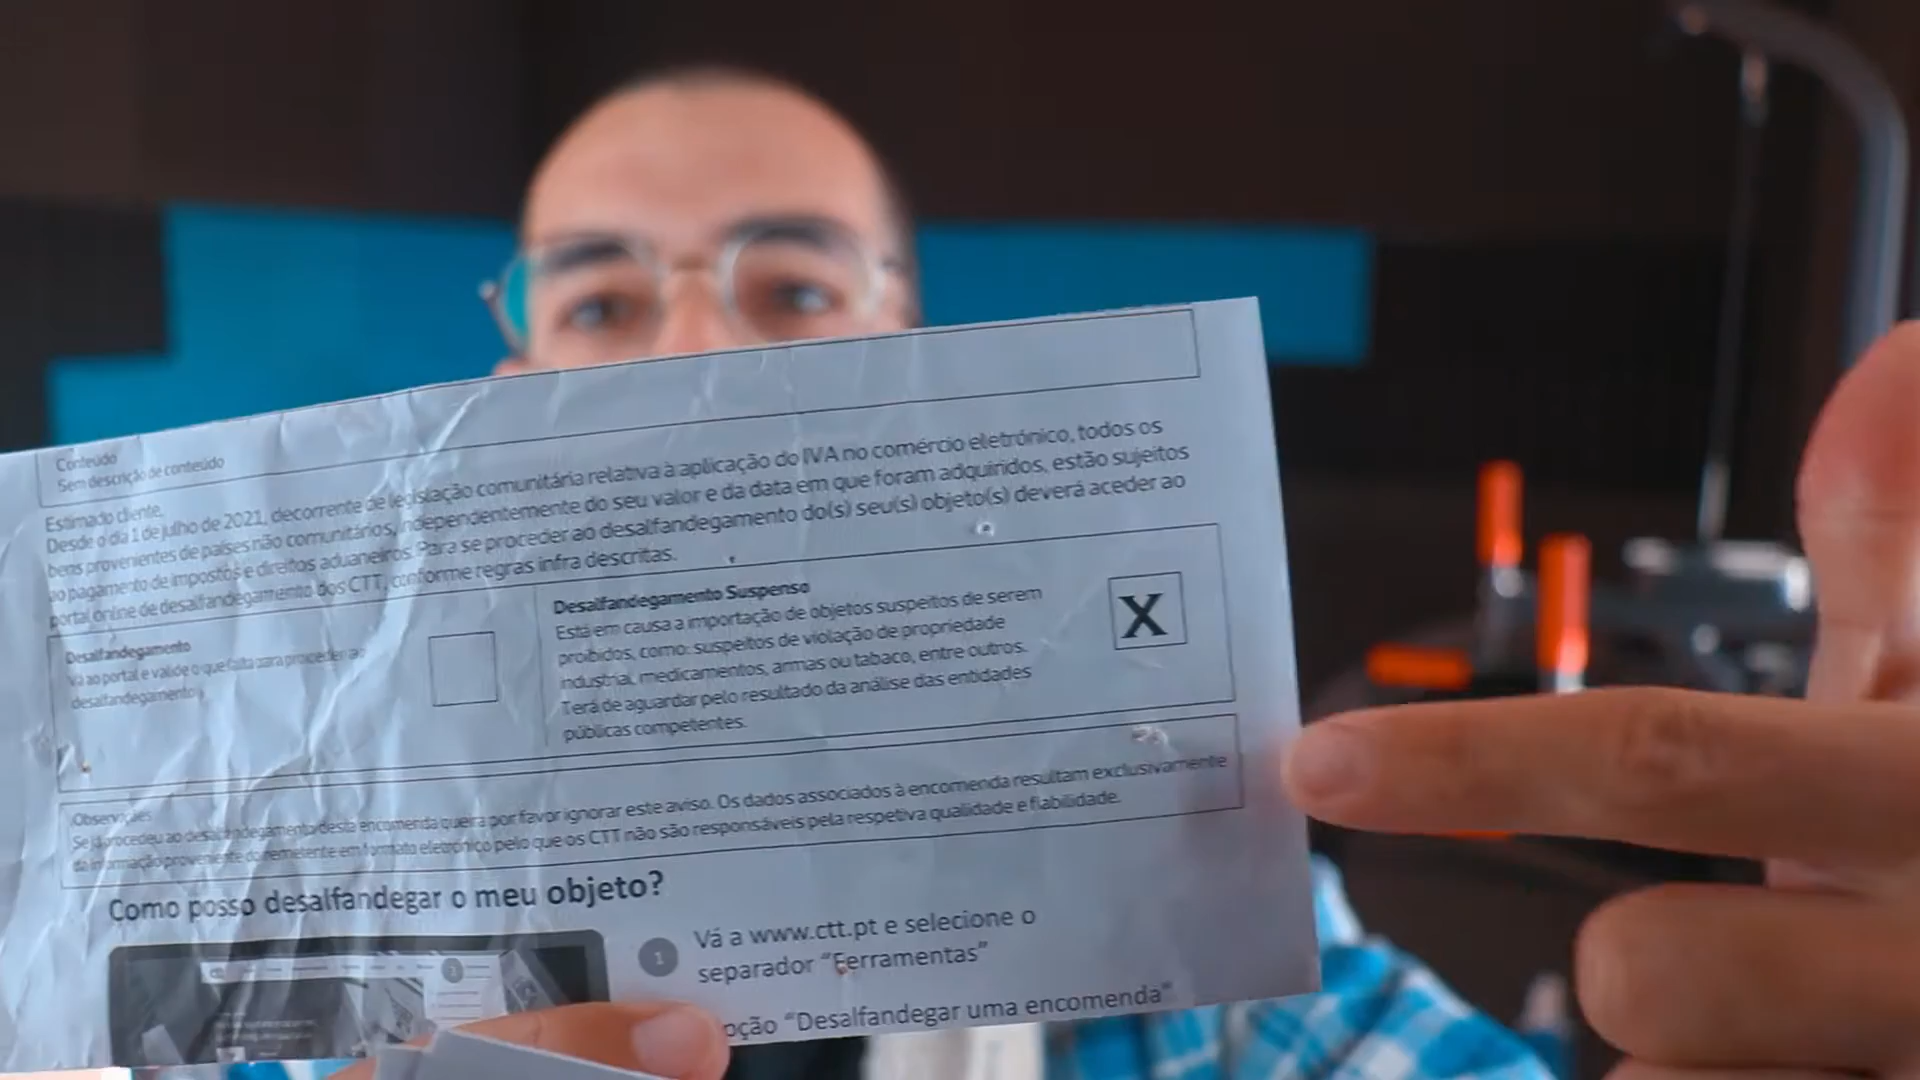 Conteúdo
Sem descrição de conteúdo
Estimado cliente,
Desde o dia 1 de julho de 2021, decorrente de legislação comunitária relativa à aplicação do IVA no comércio eletrónico, todos os
bens provenientes de países não comunitários, independentemente do seu valor e da data em que foram adquiridos, estão sujeitos
ao pagamento de impostos e direitos aduaneiros. Para se proceder ao desalfandegamento do(s) seu(s) objeto(s) deverá aceder ao
portal online de desalfandegamento dos CTT, conforme regras infra descritas.
Desalfandegamento
Vá ao portal e valide o que falta para proceder ao
desalfandegamento
Desalfandegamento Suspenso
Está em causa a importação de objetos suspeitos de serem
proibidos, como: suspeitos de violação de propriedade
industrial, medicamentos, armas ou tabaco, entre outros.
Terá de aguardar pelo resultado da análise das entidades
públicas competentes.
X
Observações
Se já procedeu ao desalfandegamento desta encomenda queira por favor ignorar este aviso. Os dados associados à encomenda resultam exclusivamente
da informação proveniente do remetente em formato eletrónico pelo que os CTT não são responsáveis pela respetiva qualidade e fiabilidade.
Como posso desalfandegar o meu objeto?
1
Vá a www.ctt.pt e selecione o
separador “Ferramentas”
opção “Desalfandegar uma encomenda”